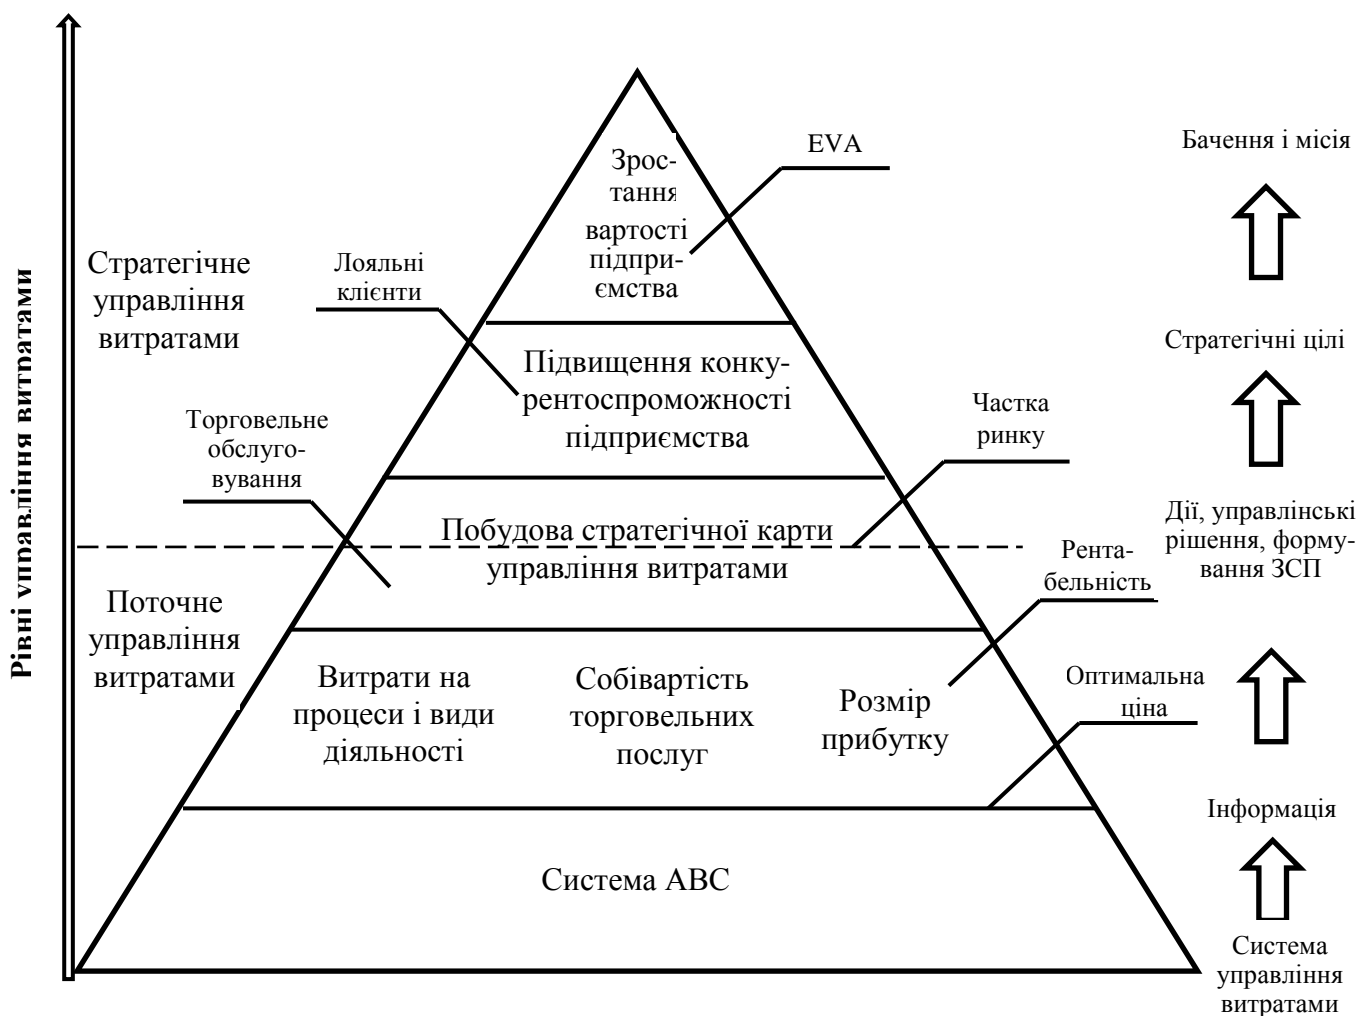 Рівні управління витратами
Стратегічне
управління
витратами
Поточне
управління
витратами
Лояльні
клієнти
Торговельне
обслуго-
вування
EVA
Частка
ринку
Рента-
бельність
Оптимальна
ціна
Зрос-
тання
вартості
підпри-
ємства
Підвищення конку-
рентоспроможності
підприємства
Побудова стратегічної карти
управління витратами
Витрати на
процеси і види
діяльності
Собівартість
торговельних
послуг
Розмір
прибутку
Система АВС
Бачення і місія
Стратегічні цілі
Дії, управлінські
рішення, форму-
вання ЗСП
Інформація
Система
управління
витратами